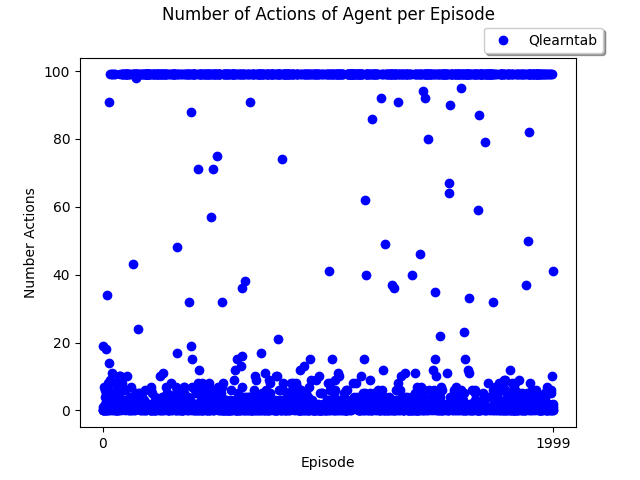 Number of Actions of Agent per Episode
Qlearntab
100
80
60
40
20
0
Number Actions
0 1999
Episode